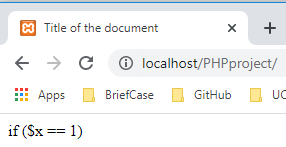 Title of the document
localhost/PHPproject/
Apps BriefCase GitHub UC
if ($x == 1)